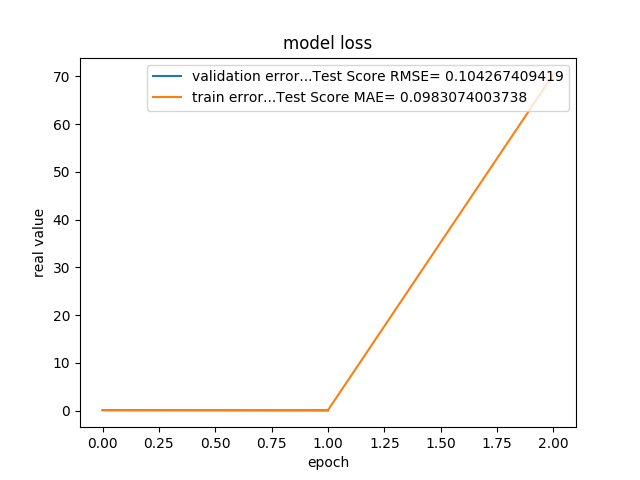 model loss
validation error...Test Score RMSE= 0.104267409419
train error...Test Score MAE= 0.0983074003738
70
60
50
40
30
20
10
0
real value
0.00 0.25 0.50 0.75 1.00 1.25 1.50 1.75 2.00
epoch